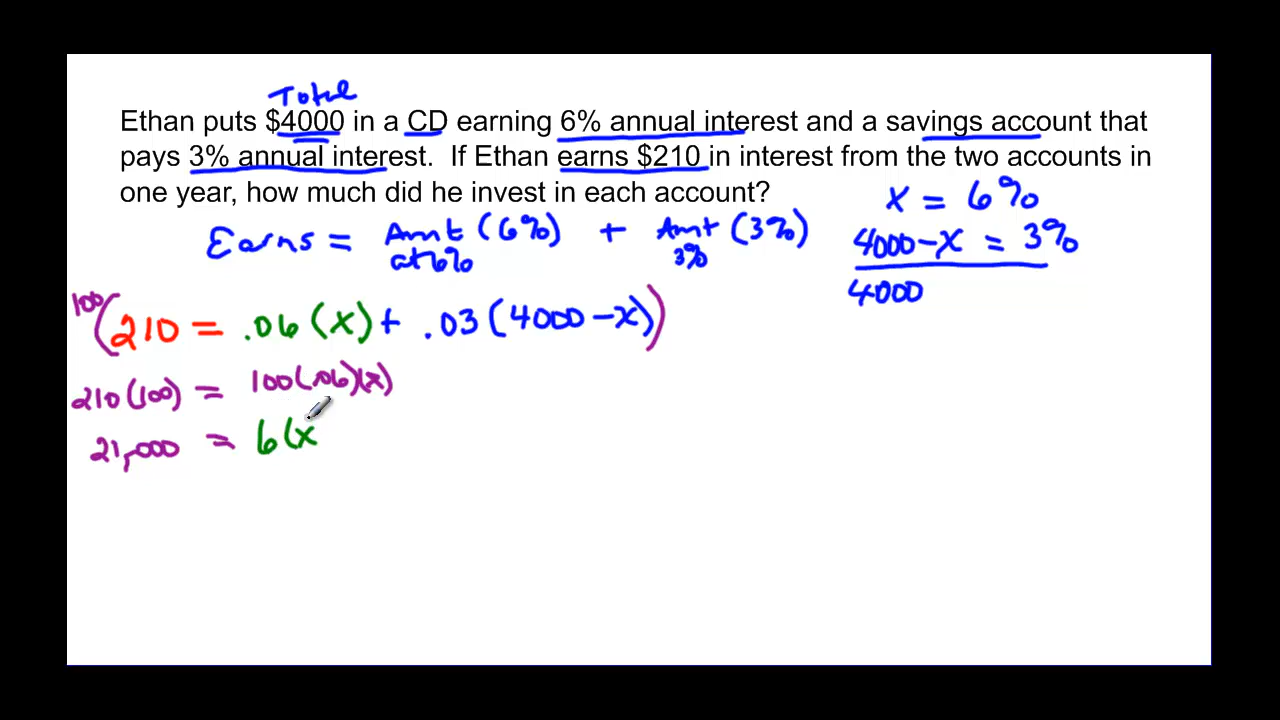 Total
Ethan puts $4000 in a CD earning 6% annual interest and a savings account that
pays 3% annual interest. If Ethan earns $210 in interest from the two accounts in
one year, how much did he invest in each account?
x = 6%
Earns = Amt (6%) + Amt (3%)
at 6% 3%
4000-x = 3%
4000
100(210 = .06(x) + .03(4000-x))
210(100) = 100(.06)(x)
21,000 = 6(x